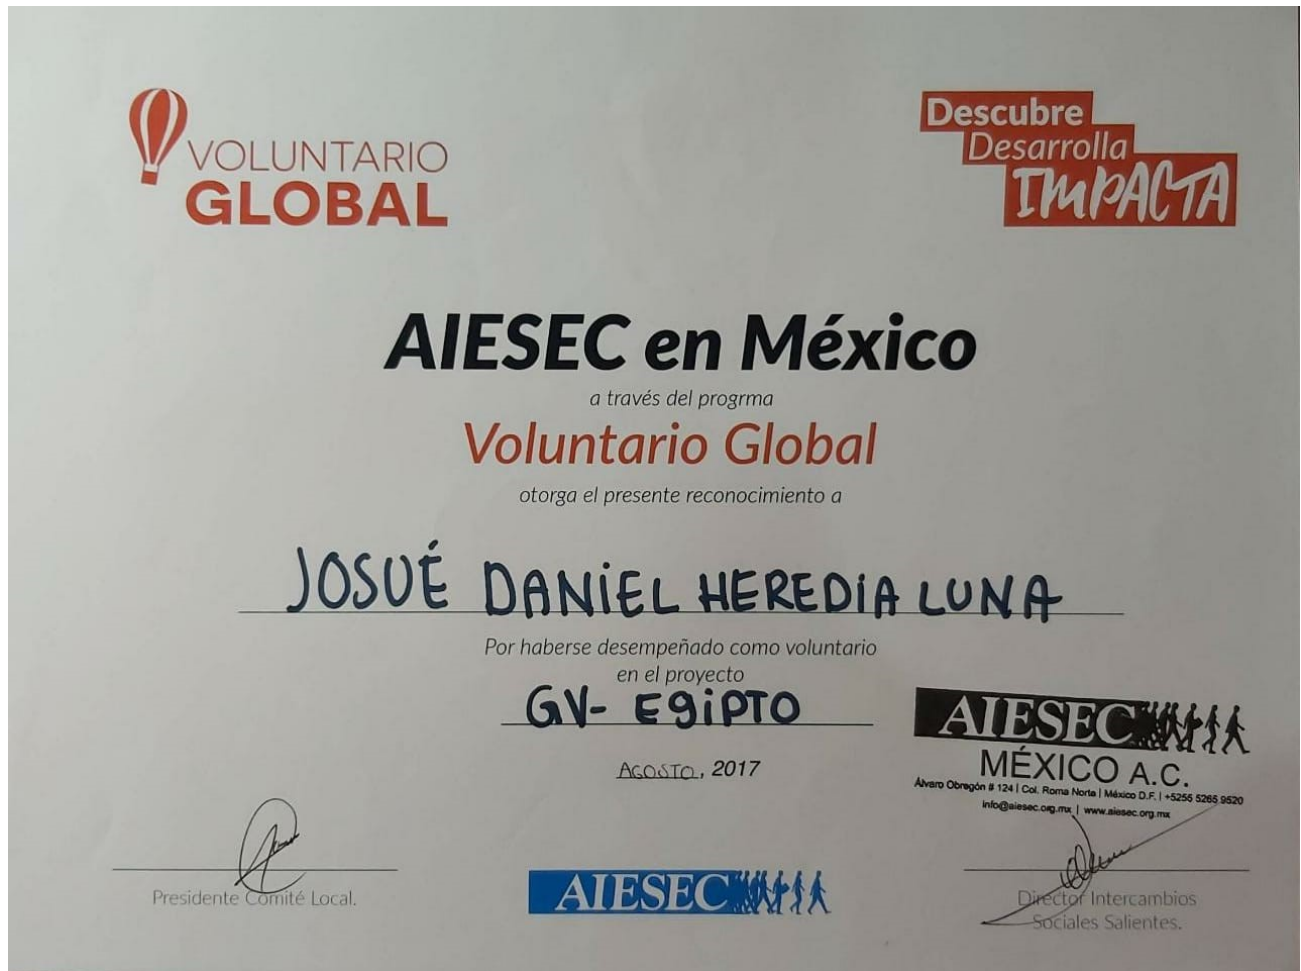 VOLUNTARIO
GLOBAL
Descubre
Desarrolla
IMPACTA
AIESEC en México
a través del progrma
Voluntario Global
otorga el presente reconocimiento a
JOSUÉ DANIEL HEREDIA LUNA
Por haberse desempeñado como voluntario
en el proyecto
GV- EgiPTO
AGOSTO, 2017
AIESEC
MÉXICO A.C.
Alvaro Obregón # 124 | Col. Roma Norte | México D.F. | +5255 5265 9520
info@aiesec.org.mx | www.aiesec.org.mx
Presidente Comité Local.
AIESEC
Director Intercambios
Sociales Salientes.